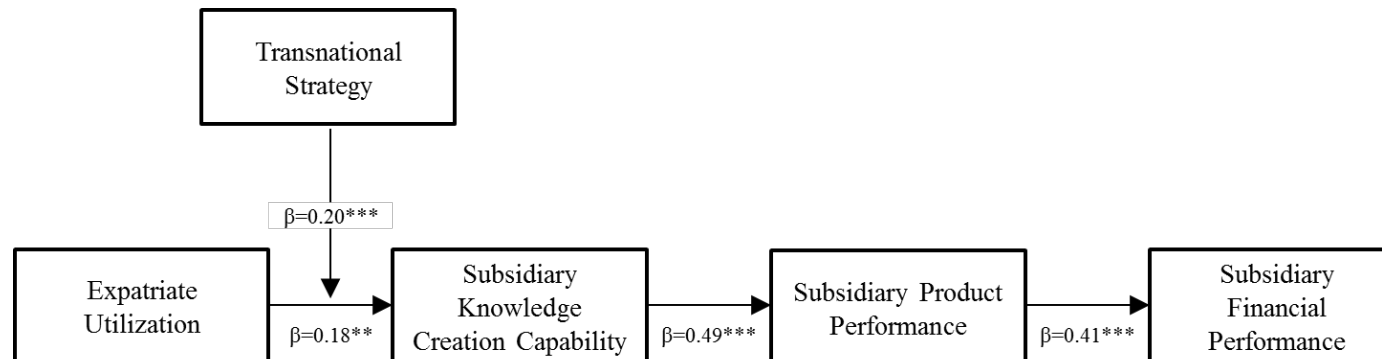 Transnational
Strategy
β=0.20***
Expatriate
Utilization
β=0.18**
Subsidiary
Knowledge
Creation Capability
β=0.49***
Subsidiary Product
Performance
β=0.41***
Subsidiary
Financial
Performance